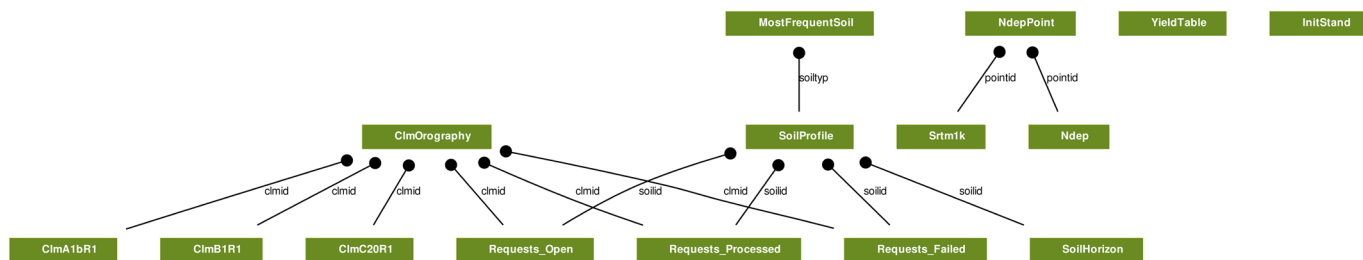 MostFrequentSoil
NdepPoint
YieldTable
InitStand
soiltyp
pointid
pointid
ClmOrography
SoilProfile
Srtm1k
Ndep
clmid
clmid
clmid
clmid
clmid
soilid
clmid
soilid
soilid
soilid
ClmA1bR1
ClmB1R1
ClmC20R1
Requests_Open
Requests_Processed
Requests_Failed
SoilHorizon